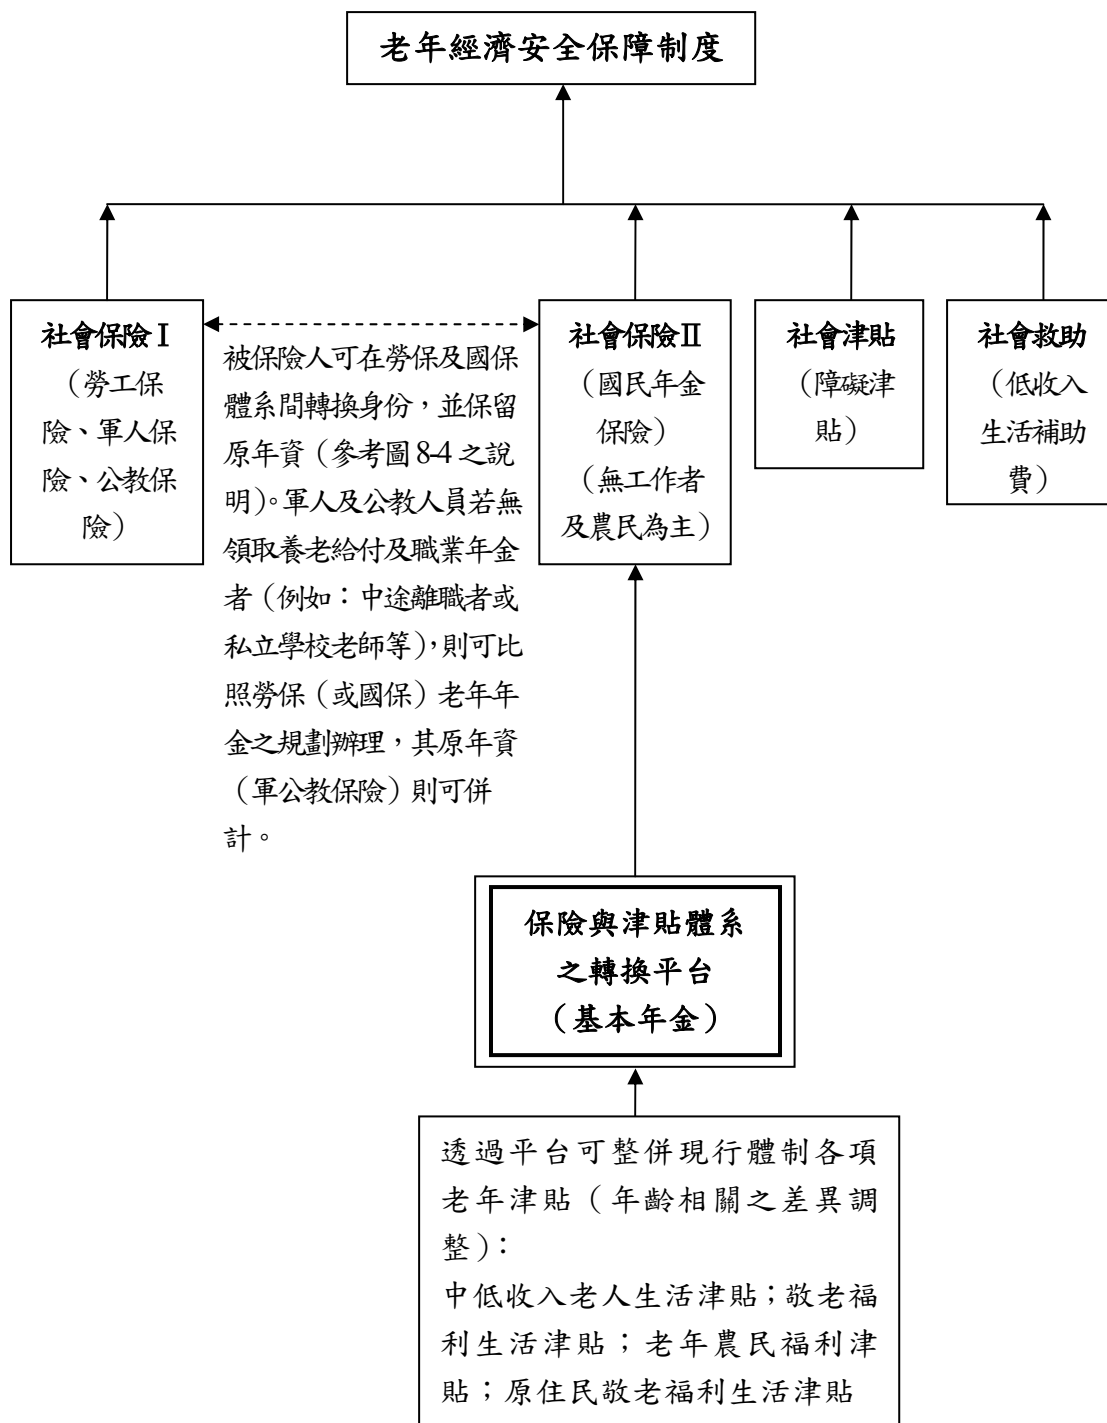 老年經濟安全保障制度
社會保險Ⅰ
（勞工保
險、軍人保
險、公教保
險）
被保險人可在勞保及國保
體系間轉換身份，並保留
原年資（參考圖 8-4 之說
明）。軍人及公教人員若無
領取養老給付及職業年金
者（例如：中途離職者或
私立學校老師等），則可比
照勞保（或國保）老年年
金之規劃辦理，其原年資
（軍公教保險）則可併
計。
社會保險Ⅱ
（國民年金
保險）
（無工作者
及農民為主）
社會津貼
（障礙津
貼）
社會救助
（低收入
生活補助
費）
保險與津貼體系
之轉換平台
（基本年金）
透過平台可整併現行體制各項
老年津貼（年齡相關之差異調
整）：
中低收入老人生活津貼；敬老福
利生活津貼；老年農民福利津
貼；原住民敬老福利生活津貼